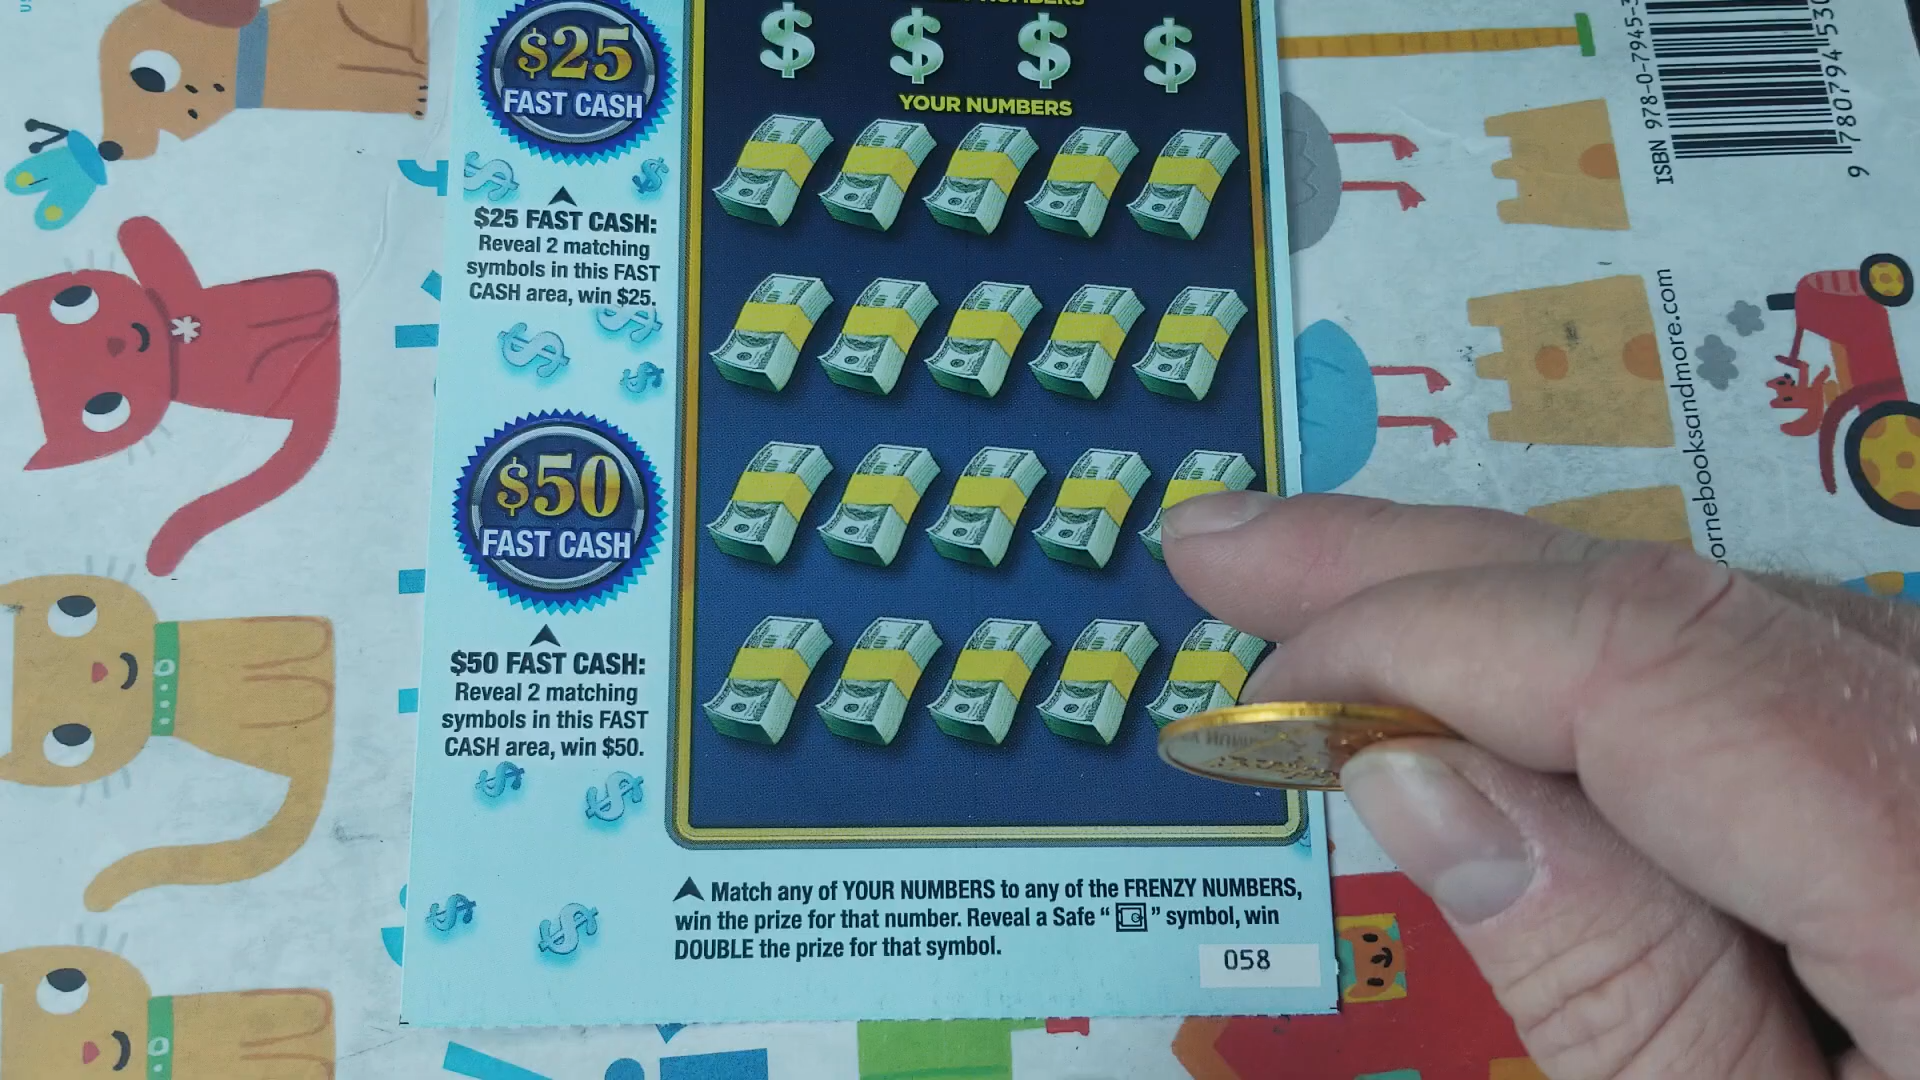 $25
FAST CASH
$25 FAST CASH:
Reveal 2 matching
symbols in this FAST
CASH area, win $25.
$50
FAST CASH
$50 FAST CASH:
Reveal 2 matching
symbols in this FAST
CASH area, win $50.
NUMBERS
$ $ $ $
YOUR NUMBERS
Match any of YOUR NUMBERS to any of the FRENZY NUMBERS,
win the prize for that number. Reveal a Safe “ ” symbol, win
DOUBLE the prize for that symbol.
058
ISBN 978-0-7945-
9 780794 530
ornebooksandmore.com